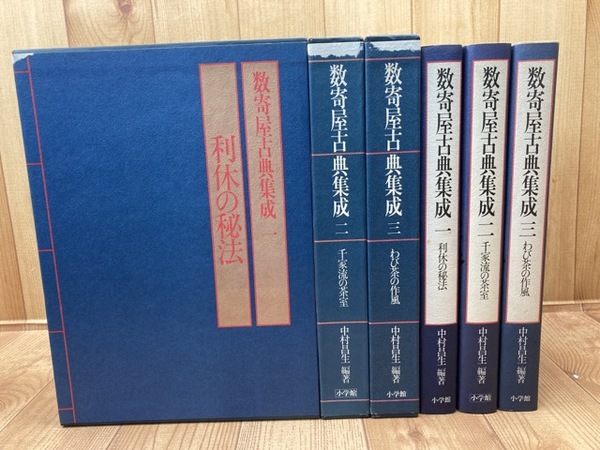 数寄屋古典集成 一
利休の秘法
数寄屋古典集成 二
千家流の茶室
中村昌生 編著
小学館
数寄屋古典集成 三
わび茶の作風
中村昌生 編著
小学館
数寄屋古典集成 一
利休の秘法
中村昌生 編著
小学館
数寄屋古典集成 二
千家流の茶室
中村昌生 編著
小学館
数寄屋古典集成 三
わび茶の作風
中村昌生 編著
小学館